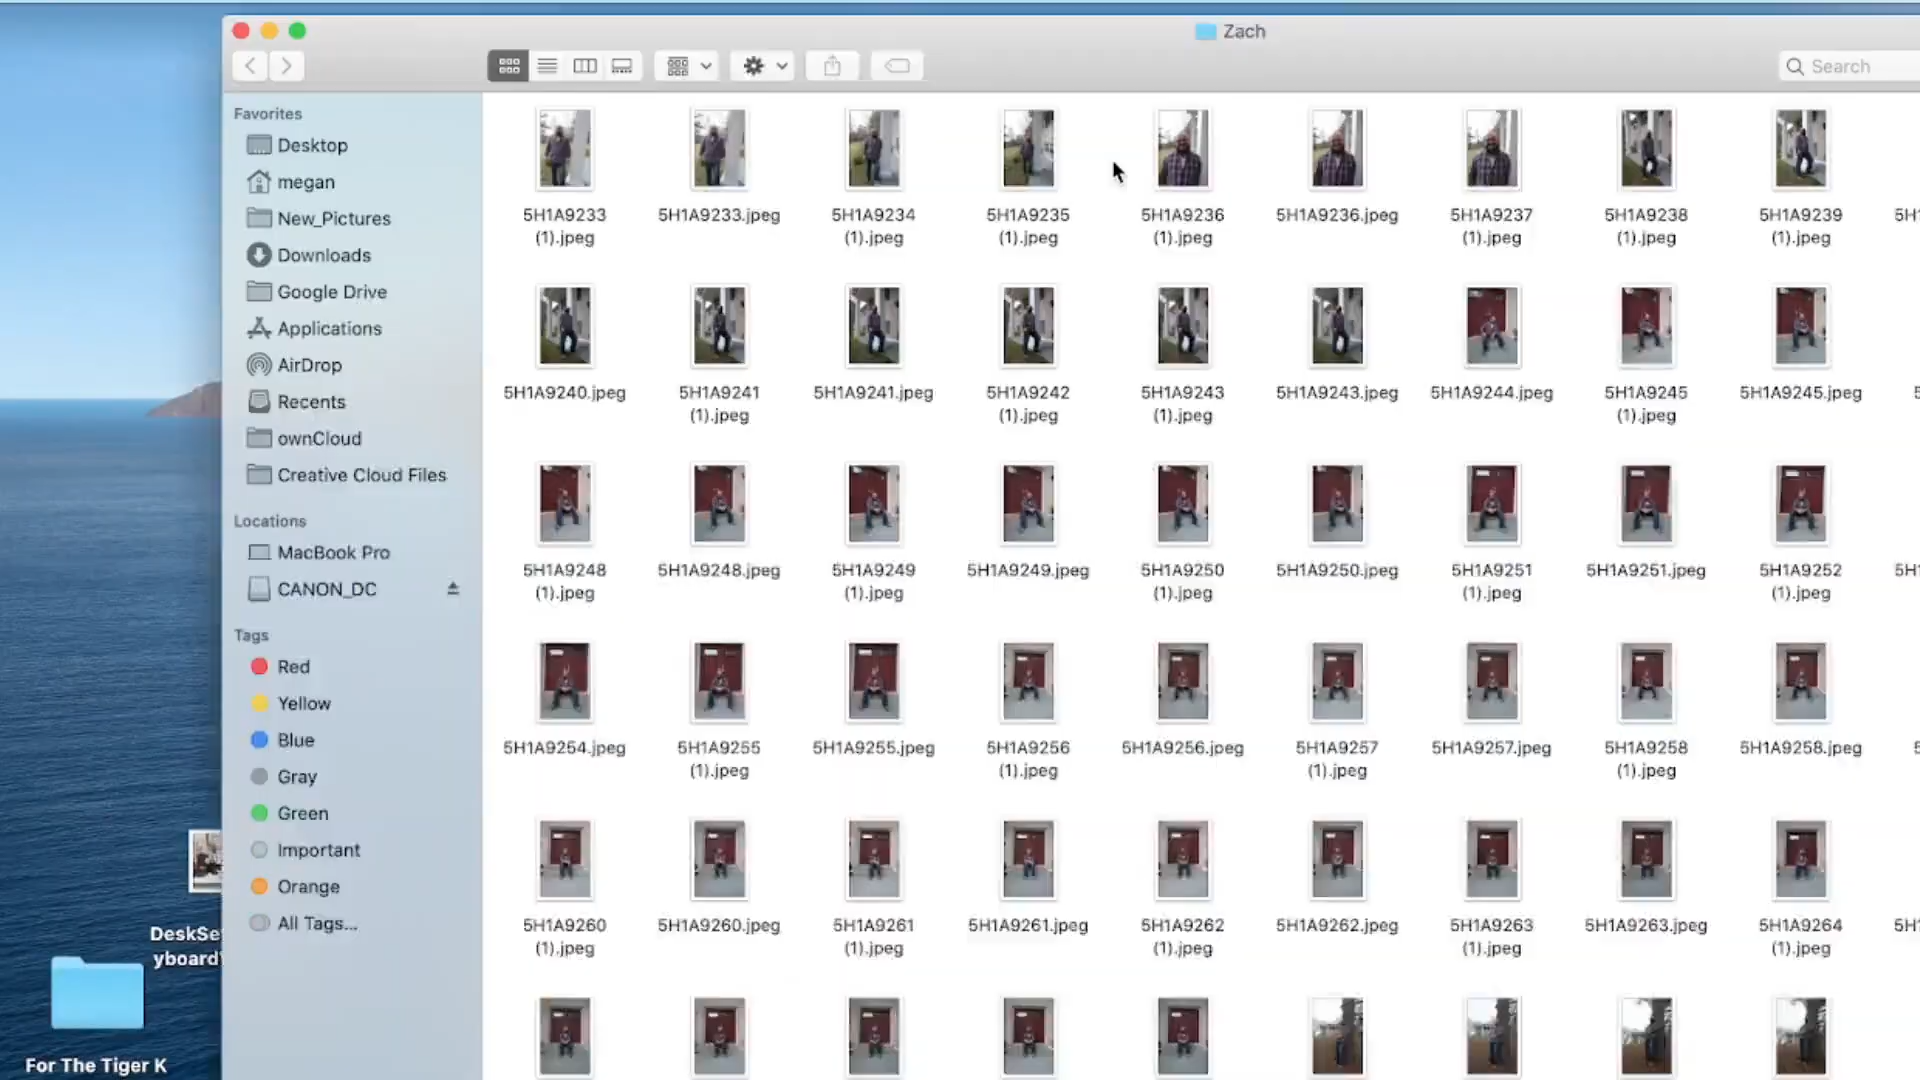 Zach
Search
Favorites
Desktop
megan
New_Pictures
Downloads
Google Drive
Applications
AirDrop
Recents
ownCloud
Creative Cloud Files
Locations
MacBook Pro
CANON_DC
Tags
Red
Yellow
Blue
Gray
Green
Important
Orange
All Tags...
5H1A9233 5H1A9233.jpeg 5H1A9234 5H1A9235 5H1A9236 5H1A9236.jpeg 5H1A9237 5H1A9238 5H1A9239 5H1
(1).jpeg (1).jpeg (1).jpeg (1).jpeg (1).jpeg (1).jpeg (1).jpeg
5H1A9240.jpeg 5H1A9241 5H1A9241.jpeg 5H1A9242 5H1A9243 5H1A9243.jpeg 5H1A9244.jpeg 5H1A9245 5H1A9245.jpeg
(1).jpeg (1).jpeg (1).jpeg (1).jpeg
5H1A9248 5H1A9248.jpeg 5H1A9249 5H1A9249.jpeg 5H1A9250 5H1A9250.jpeg 5H1A9251 5H1A9251.jpeg 5H1A9252 5H1
(1).jpeg (1).jpeg (1).jpeg (1).jpeg (1).jpeg
5H1A9254.jpeg 5H1A9255 5H1A9255.jpeg 5H1A9256 5H1A9256.jpeg 5H1A9257 5H1A9257.jpeg 5H1A9258 5H1A9258.jpeg
(1).jpeg (1).jpeg (1).jpeg (1).jpeg
5H1A9260 5H1A9260.jpeg 5H1A9261 5H1A9261.jpeg 5H1A9262 5H1A9262.jpeg 5H1A9263 5H1A9263.jpeg 5H1A9264 5H1
(1).jpeg (1).jpeg (1).jpeg (1).jpeg (1).jpeg
DeskSe
yboard
For The Tiger K